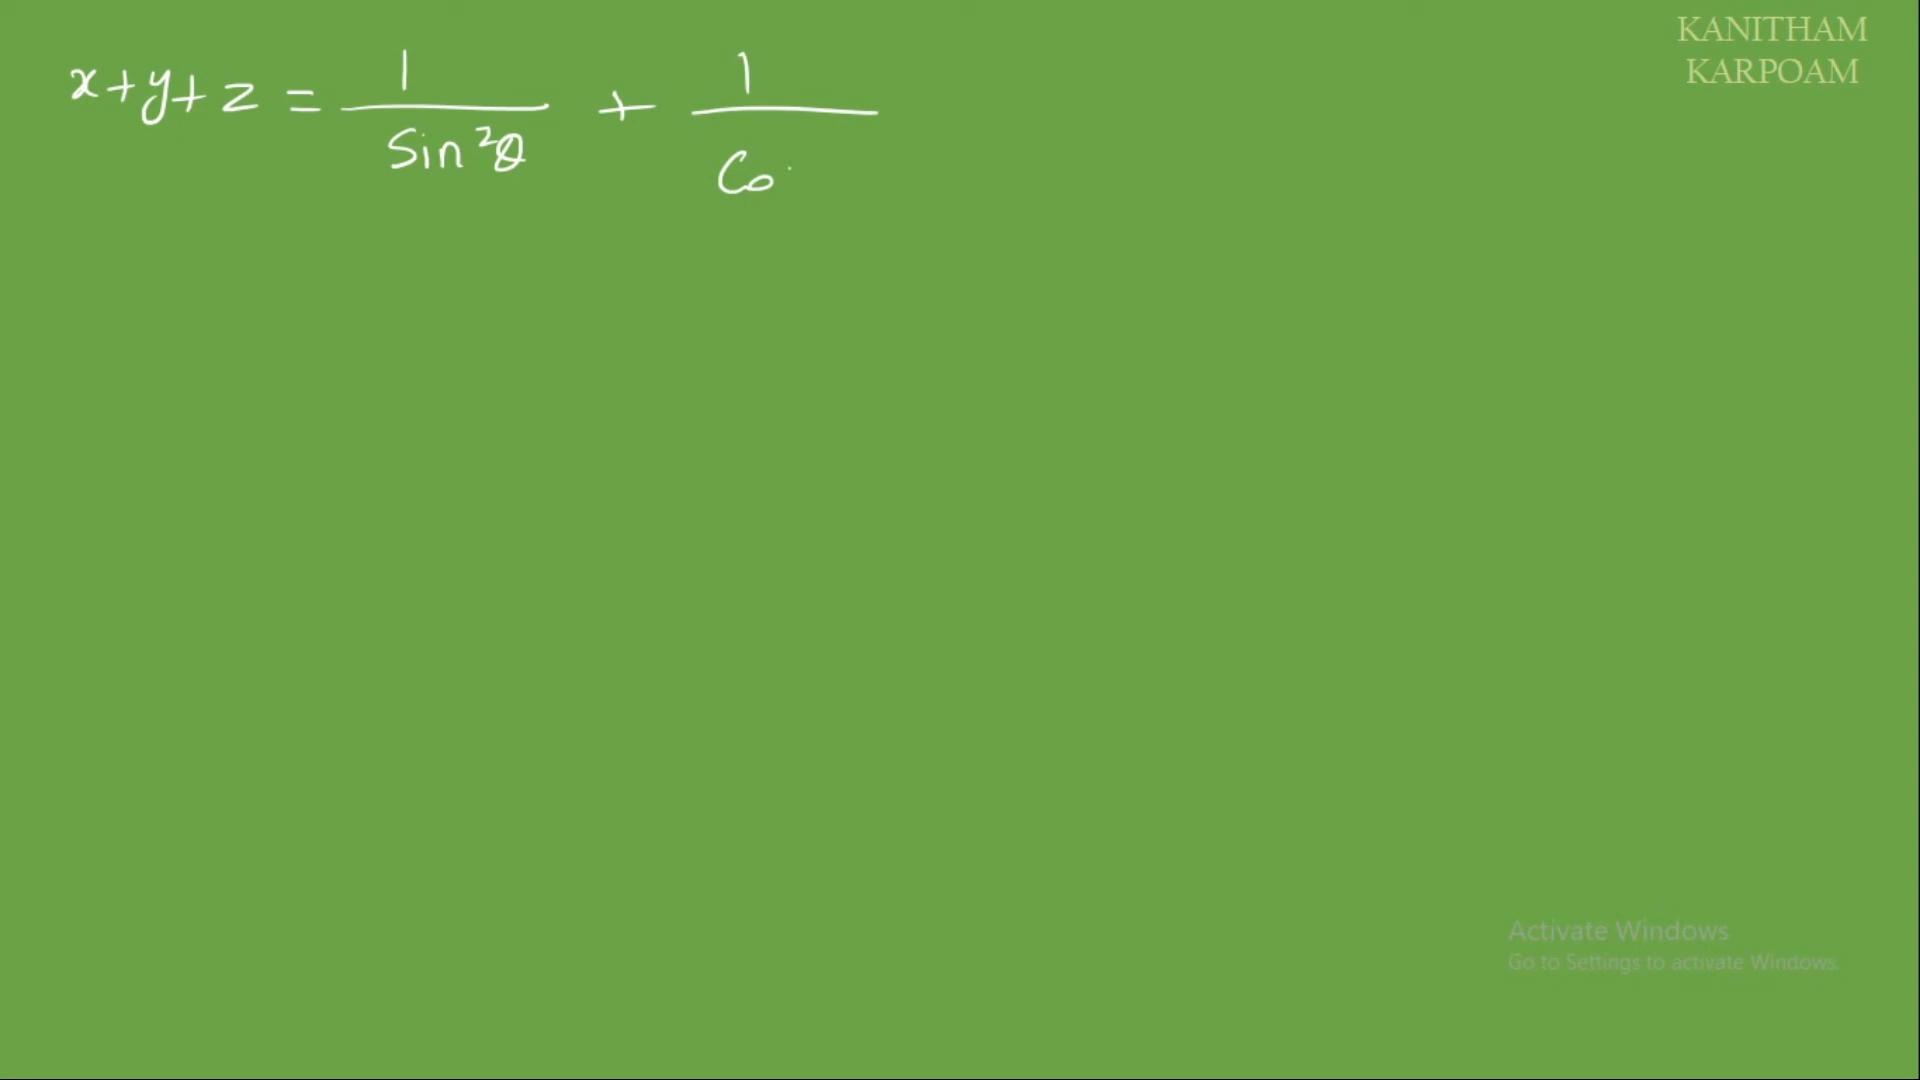 KANITHAM
KARPOAM
x+y+z = 1/Sin²θ + 1/Co
Activate Windows
Go to Settings to activate Windows.